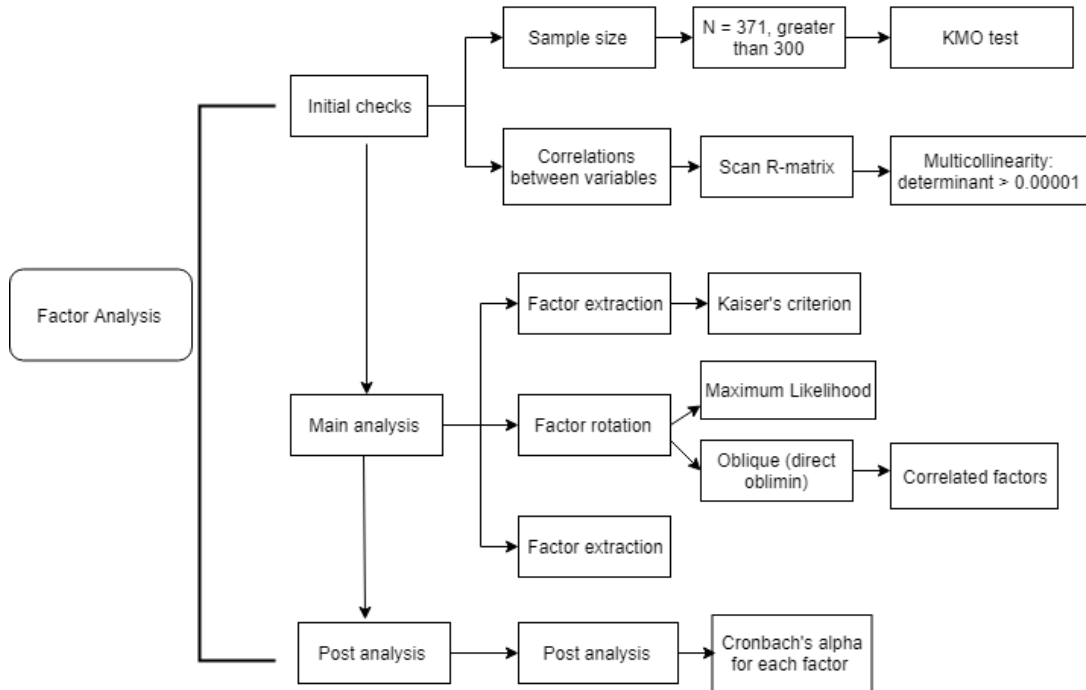 Sample size
N = 371, greater
than 300
KMO test
Initial checks
Correlations
between variables
Scan R-matrix
Multicollinearity:
determinant > 0.00001
Factor Analysis
Factor extraction
Kaiser's criterion
Main analysis
Factor rotation
Maximum Likelihood
Oblique (direct
oblimin)
Correlated factors
Factor extraction
Post analysis
Post analysis
Cronbach's alpha
for each factor